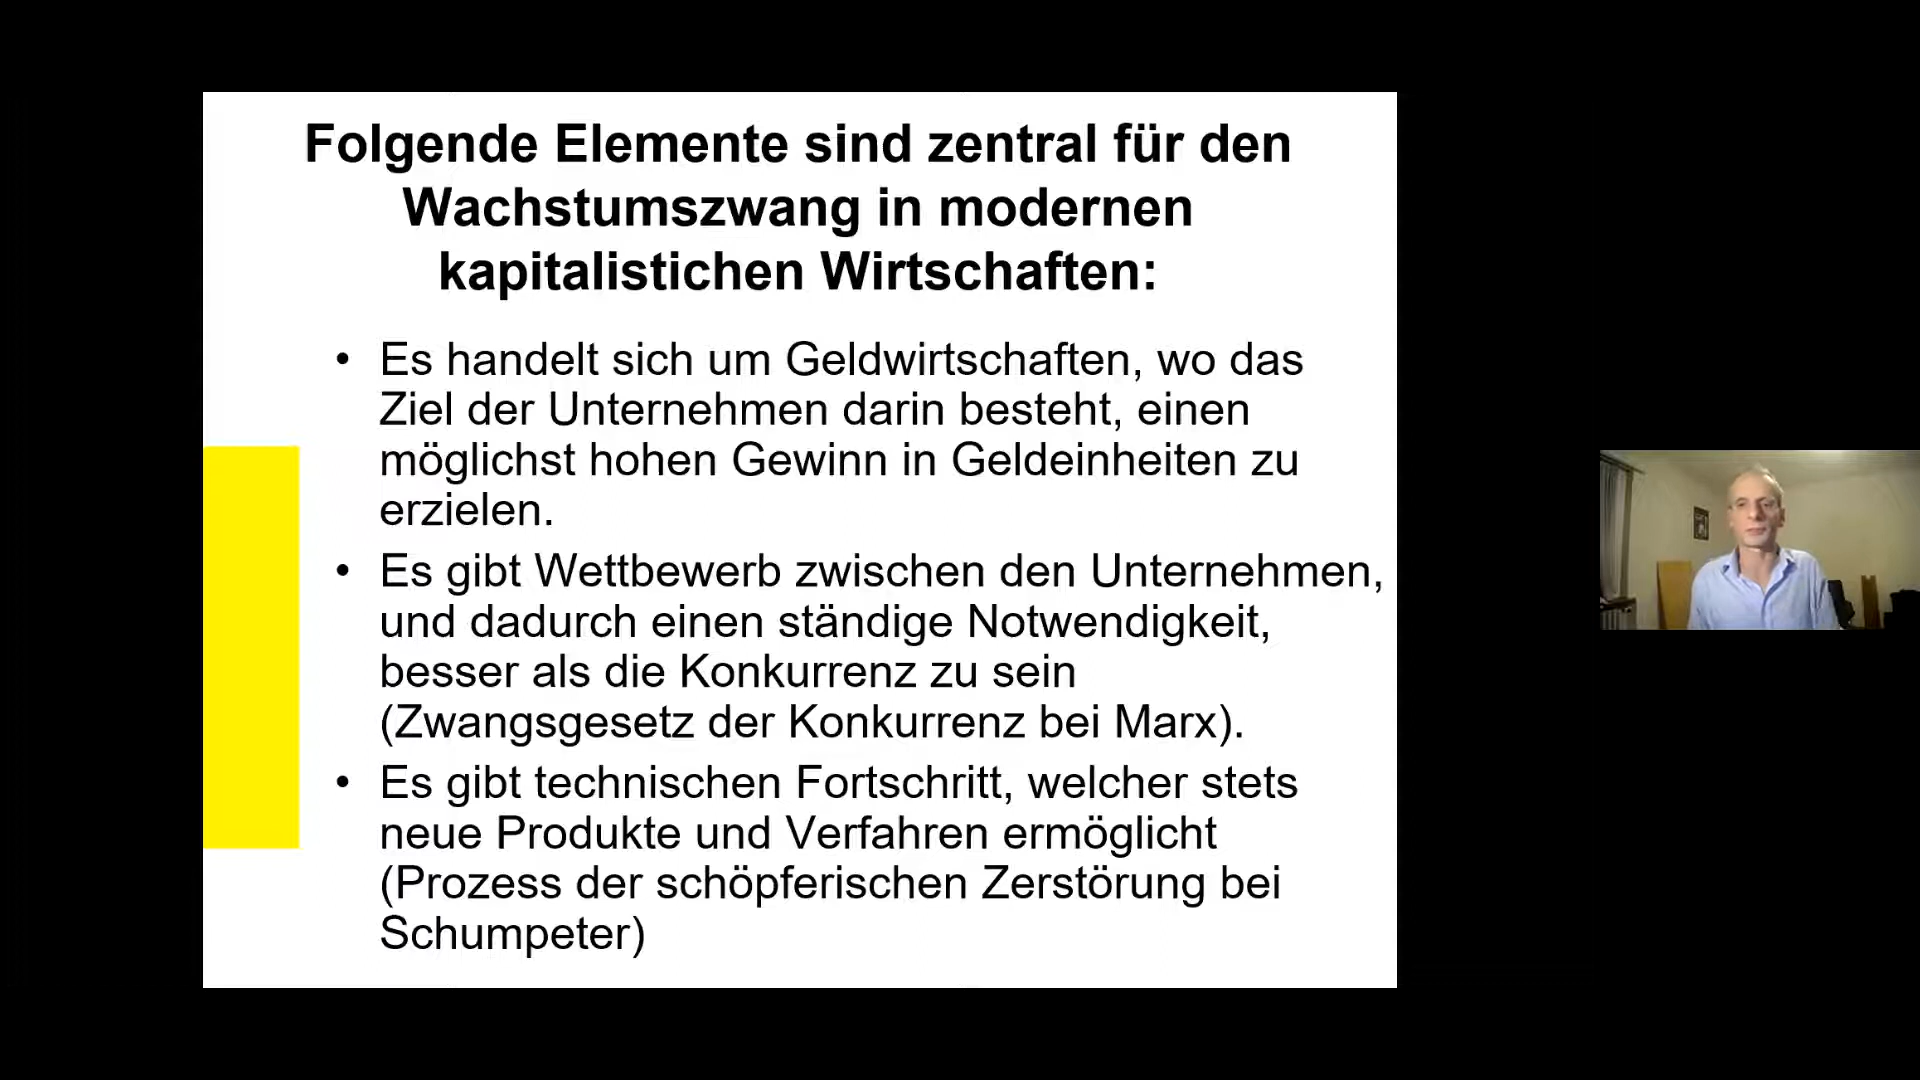 Folgende Elemente sind zentral für den
Wachstumszwang in modernen
kapitalistichen Wirtschaften:
• Es handelt sich um Geldwirtschaften, wo das
Ziel der Unternehmen darin besteht, einen
möglichst hohen Gewinn in Geldeinheiten zu
erzielen.
• Es gibt Wettbewerb zwischen den Unternehmen,
und dadurch einen ständige Notwendigkeit,
besser als die Konkurrenz zu sein
(Zwangsgesetz der Konkurrenz bei Marx).
• Es gibt technischen Fortschritt, welcher stets
neue Produkte und Verfahren ermöglicht
(Prozess der schöpferischen Zerstörung bei
Schumpeter)